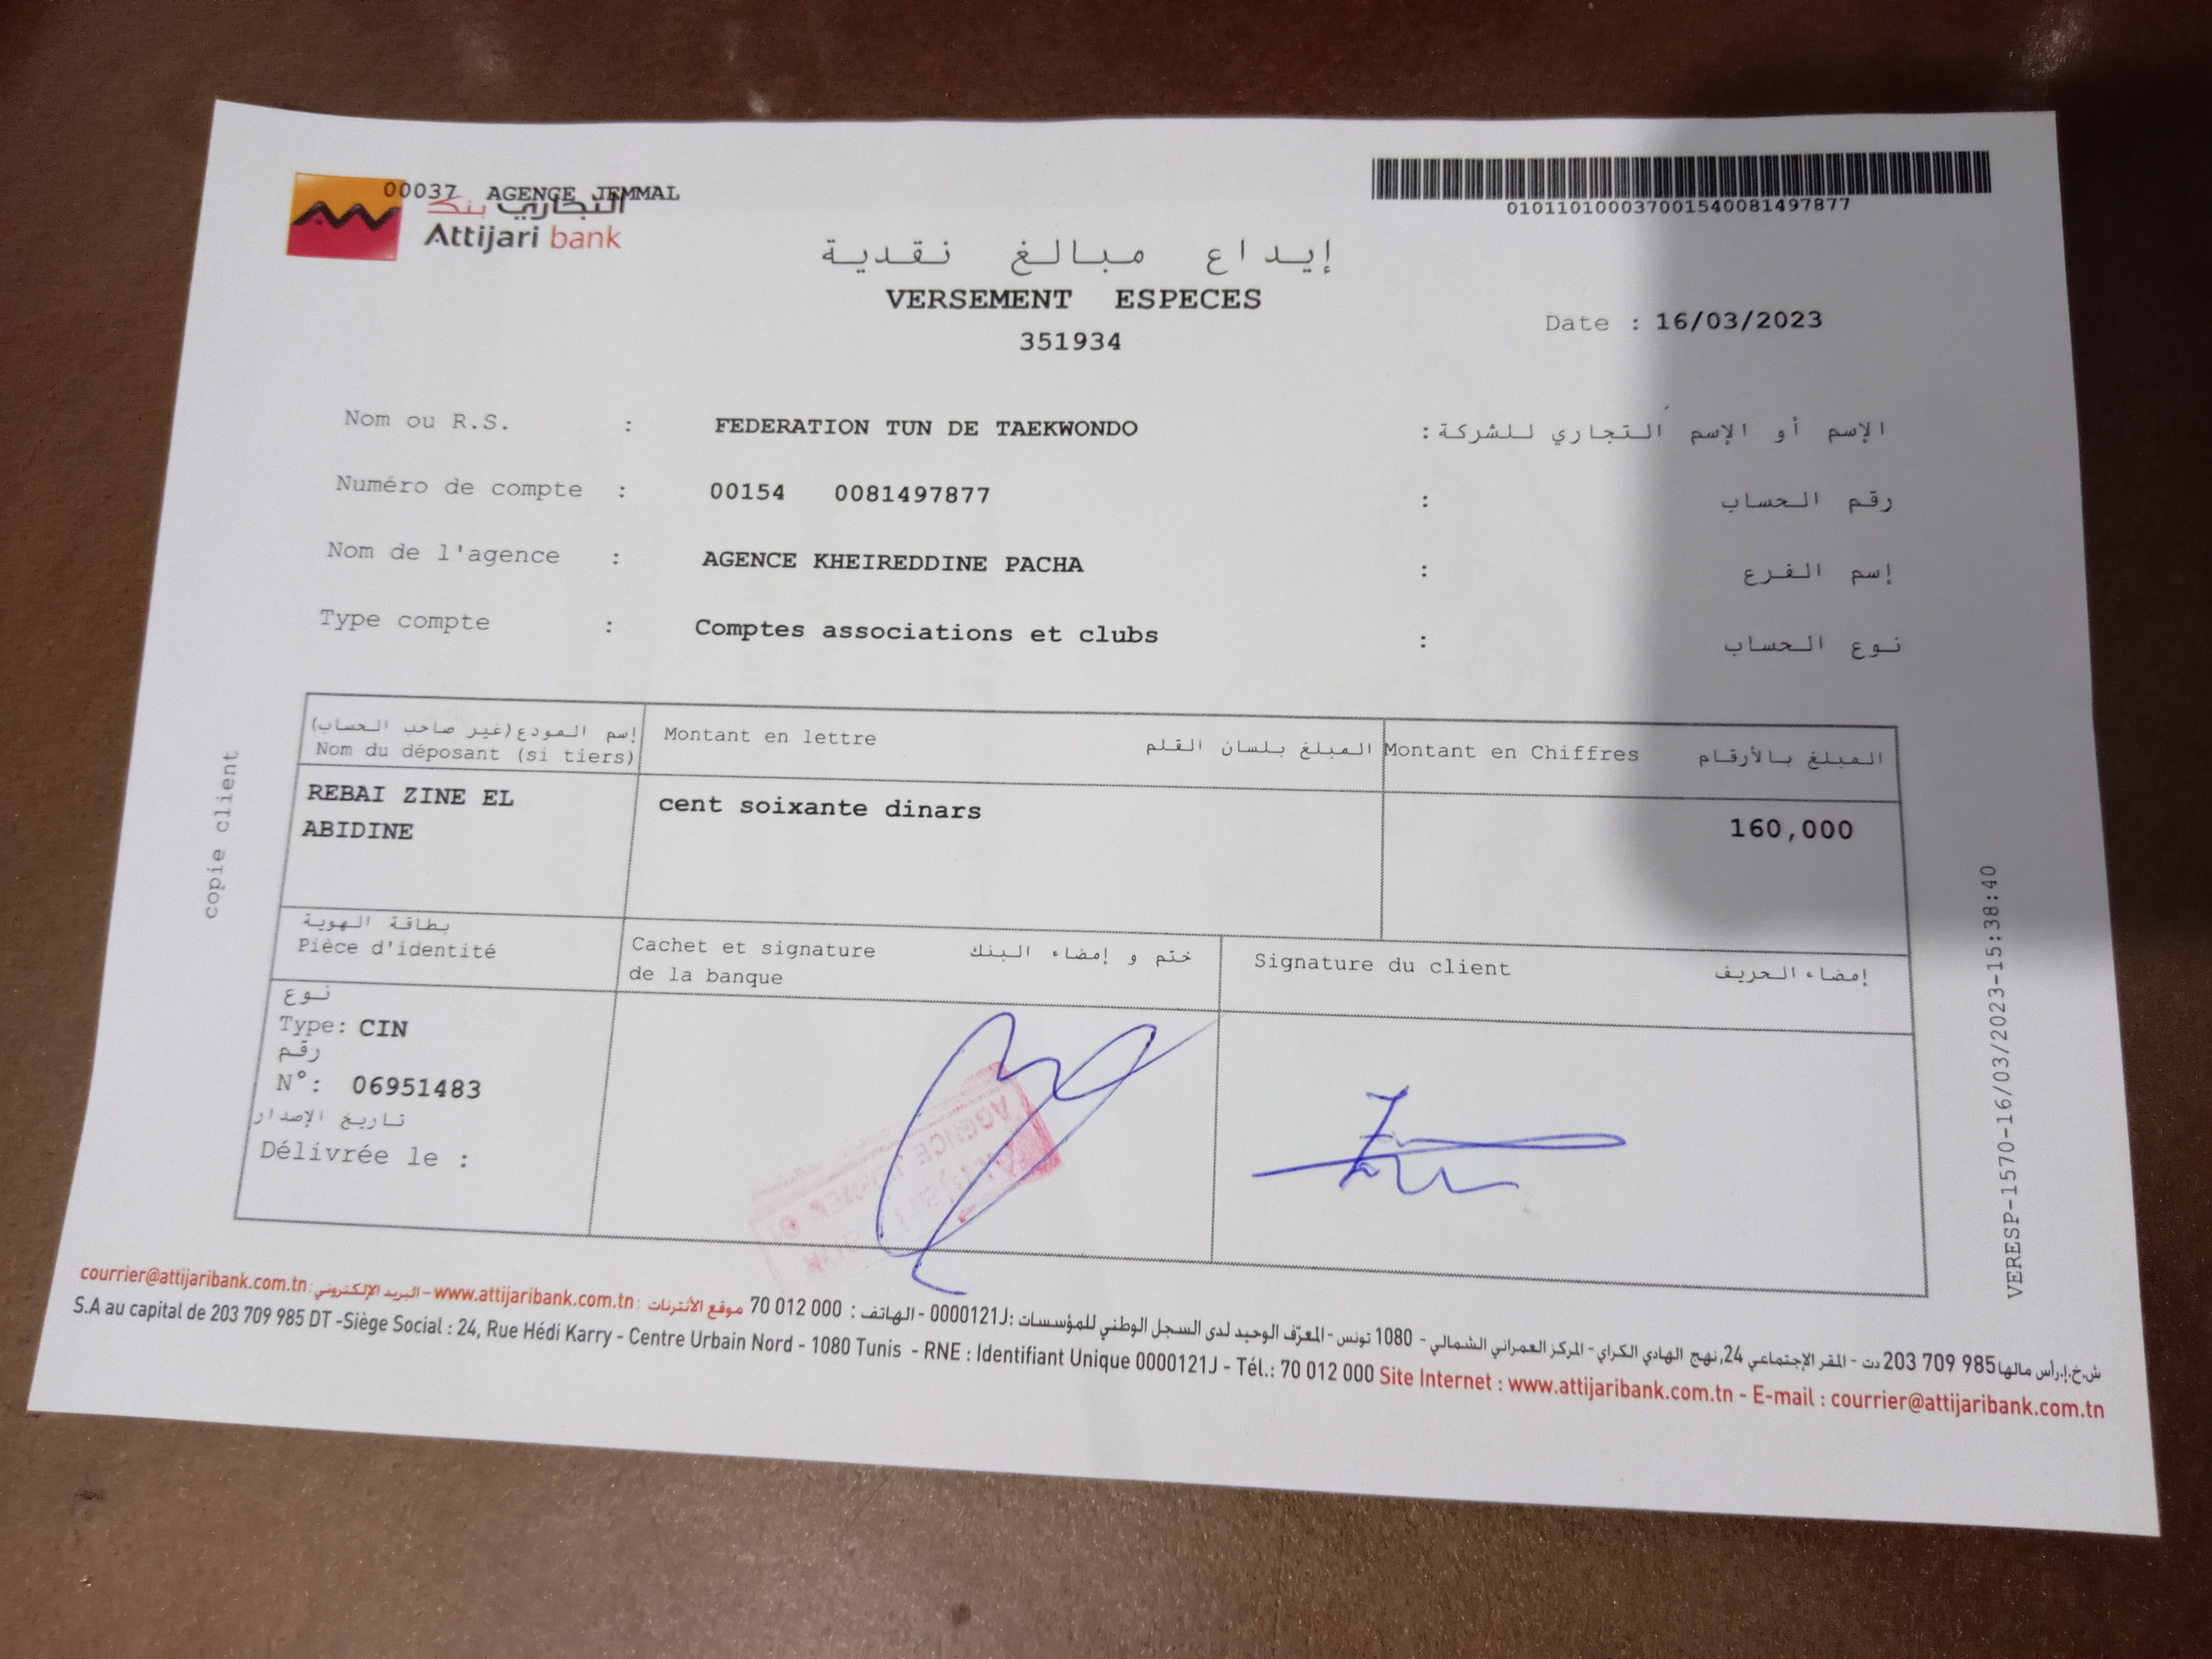 00037 AGENCE JEMMAL
التجاري بنك
Attijari bank
010110100037001540081497877
إيداع مبالغ نقدية
VERSEMENT ESPECES
351934
Date : 16/03/2023
Nom ou R.S. : FEDERATION TUN DE TAEKWONDO الإسم أو الإسم التجاري للشركة :
Numéro de compte : 00154 0081497877 رقم الحساب :
Nom de l'agence : AGENCE KHEIREDDINE PACHA إسم الفرع :
Type compte : Comptes associations et clubs نوع الحساب :
إسم المودع (غير صاحب الحساب)
Nom du déposant (si tiers)
Montant en lettre المبلغ بلسان القلم
Montant en Chiffres المبلغ بالأرقام
REBAI ZINE EL
ABIDINE
cent soixante dinars
160,000
بطاقة الهوية
Pièce d'identité
Cachet et signature ختم و إمضاء البنك
de la banque
Signature du client إمضاء الحريف
نوع
Type: CIN
رقم
N°: 06951483
تاريخ الإصدار
Délivrée le :
copie client
VERESP-1570-16/03/2023-15:38:40
ش.خ.إ.رأس مالها 985 709 203 دت - المقر الإجتماعي 24, نهج الهادي الكراي - المركز العمراني الشمالي - 1080 تونس - المعرّف الوحيد لدى السجل الوطني للمؤسسات : 0000121J - الهاتف : 70 012 000 موقع الأنترنات : www.attijaribank.com.tn - البريد الإلكتروني : courrier@attijaribank.com.tn
S.A au capital de 203 709 985 DT -Siège Social : 24, Rue Hédi Karry - Centre Urbain Nord - 1080 Tunis - RNE : Identifiant Unique 0000121J - Tél.: 70 012 000 Site Internet : www.attijaribank.com.tn - E-mail : courrier@attijaribank.com.tn